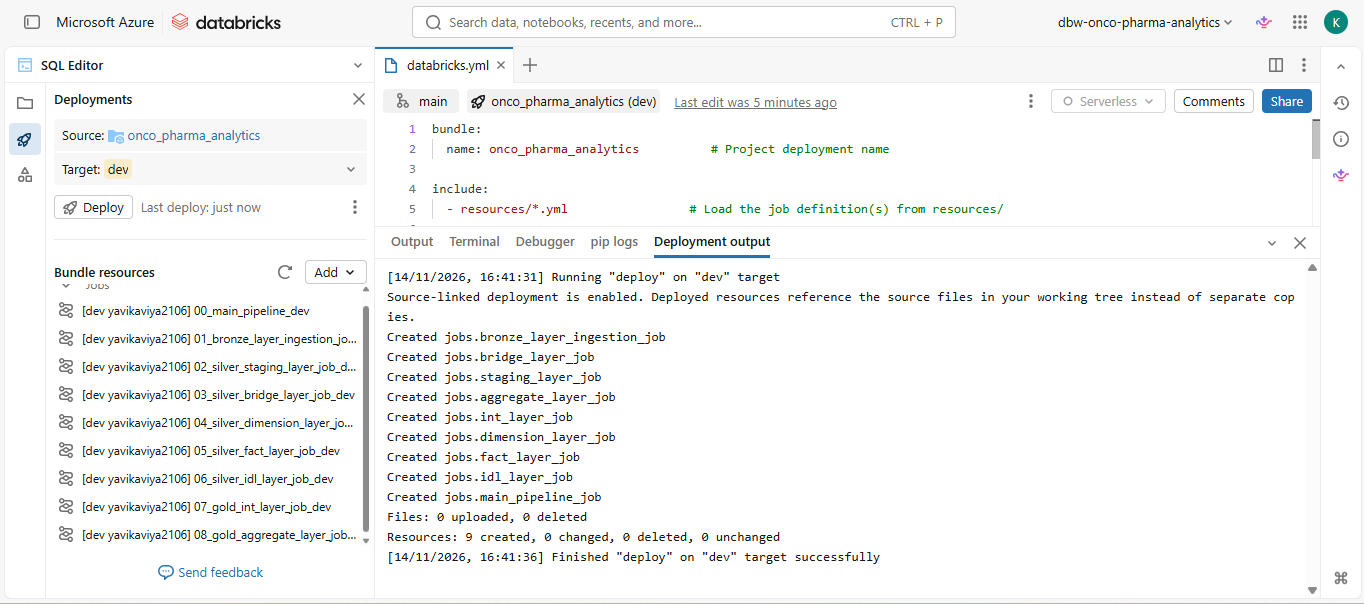 Microsoft Azure
databricks
Search data, notebooks, recents, and more...
CTRL + P
dbw-onco-pharma-analytics
K
SQL Editor
Deployments
Source: onco_pharma_analytics
Target: dev
Deploy
Last deploy: just now
Bundle resources
Add
Jobs
[dev yavikaviya2106] 00_main_pipeline_dev
[dev yavikaviya2106] 01_bronze_layer_ingestion_jo...
[dev yavikaviya2106] 02_silver_staging_layer_job_d...
[dev yavikaviya2106] 03_silver_bridge_layer_job_dev
[dev yavikaviya2106] 04_silver_dimension_layer_jo...
[dev yavikaviya2106] 05_silver_fact_layer_job_dev
[dev yavikaviya2106] 06_silver_idl_layer_job_dev
[dev yavikaviya2106] 07_gold_int_layer_job_dev
[dev yavikaviya2106] 08_gold_aggregate_layer_job...
Send feedback
databricks.yml
main
onco_pharma_analytics (dev)
Last edit was 5 minutes ago
Serverless
Comments
Share
1 bundle:
2 name: onco_pharma_analytics # Project deployment name
3
4 include:
5 - resources/*.yml # Load the job definition(s) from resources/
Output Terminal Debugger pip logs Deployment output
[14/11/2026, 16:41:31] Running "deploy" on "dev" target
Source-linked deployment is enabled. Deployed resources reference the source files in your working tree instead of separate cop
ies.
Created jobs.bronze_layer_ingestion_job
Created jobs.bridge_layer_job
Created jobs.staging_layer_job
Created jobs.aggregate_layer_job
Created jobs.int_layer_job
Created jobs.dimension_layer_job
Created jobs.fact_layer_job
Created jobs.idl_layer_job
Created jobs.main_pipeline_job
Files: 0 uploaded, 0 deleted
Resources: 9 created, 0 changed, 0 deleted, 0 unchanged
[14/11/2026, 16:41:36] Finished "deploy" on "dev" target successfully